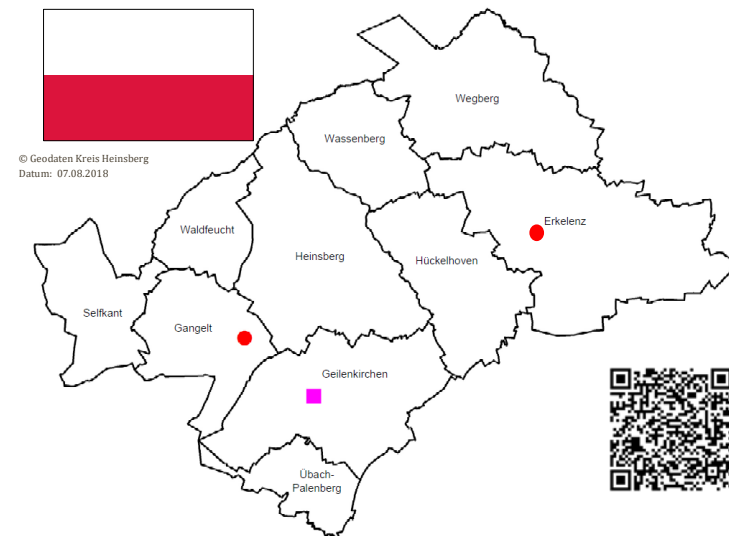 Wegberg
Wassenberg
© Geodaten Kreis Heinsberg
Datum: 07.08.2018
Erkelenz
Waldfeucht
Heinsberg
Hückelhoven
Selfkant
Gangelt
Geilenkirchen
Übach-
Palenberg